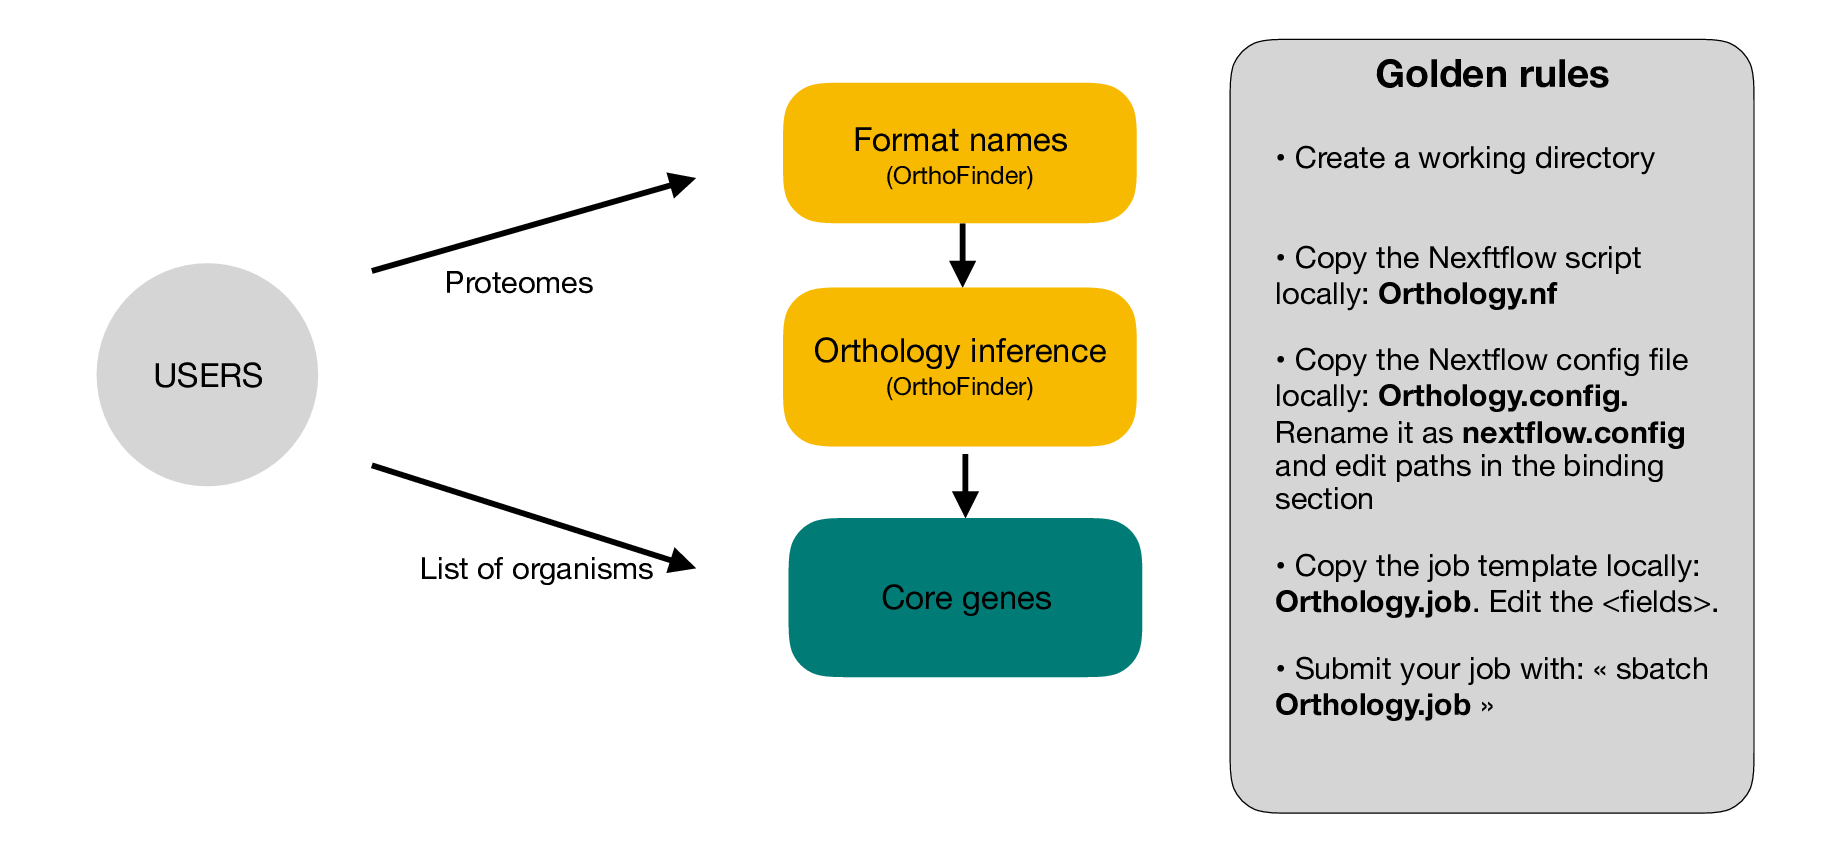 USERS
Proteomes
List of organisms
Format names
(OrthoFinder)
Orthology inference
(OrthoFinder)
Core genes
Golden rules
• Create a working directory
• Copy the Nexftflow script
locally: Orthology.nf
• Copy the Nextflow config file
locally: Orthology.config.
Rename it as nextflow.config
and edit paths in the binding
section
• Copy the job template locally:
Orthology.job. Edit the <fields>.
• Submit your job with: « sbatch
Orthology.job »